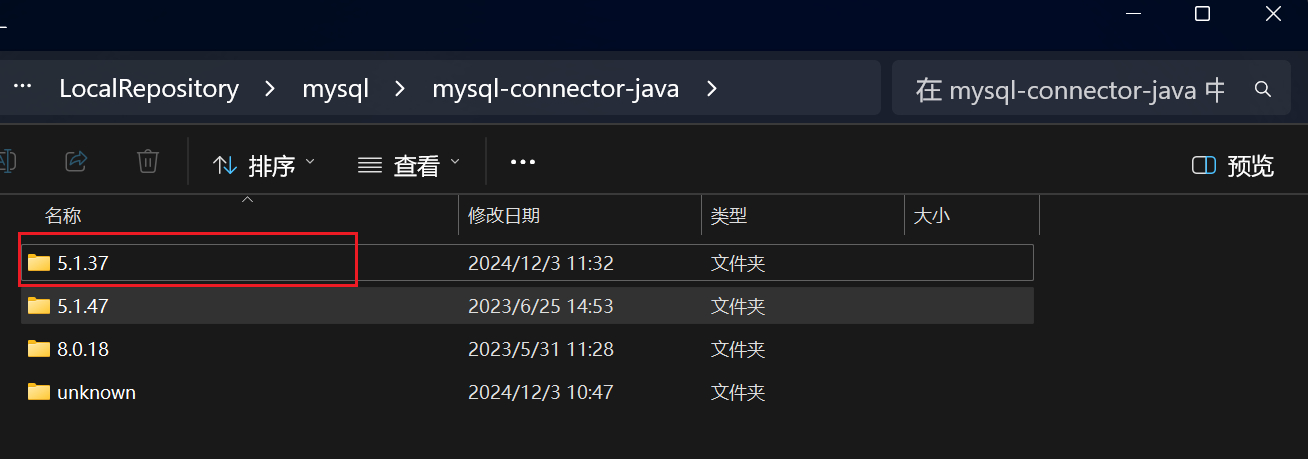 ··· LocalRepository > mysql > mysql-connector-java >
在 mysql-connector-java 中
排序 查看 ··· 预览
名称 修改日期 类型 大小
5.1.37 2024/12/3 11:32 文件夹
5.1.47 2023/6/25 14:53 文件夹
8.0.18 2023/5/31 11:28 文件夹
unknown 2024/12/3 10:47 文件夹